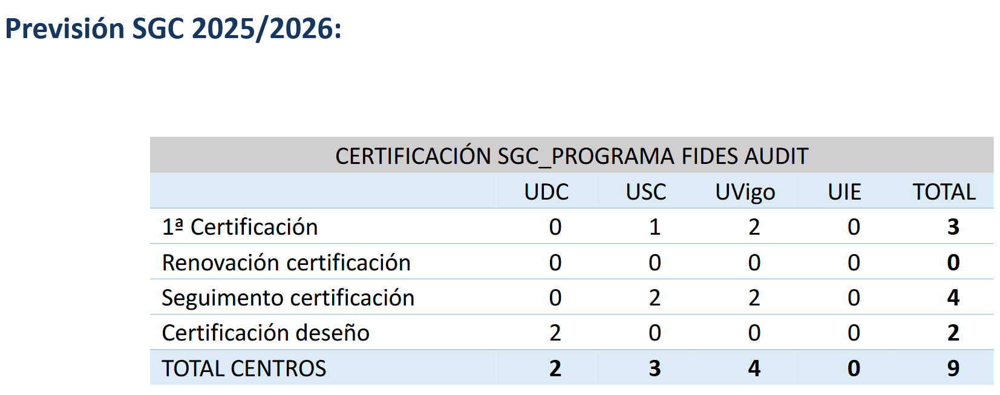 Previsión SGC 2025/2026:
CERTIFICACIÓN SGC_PROGRAMA FIDES AUDIT
UDC USC UVigo UIE TOTAL
1ª Certificación 0 1 2 0 3
Renovación certificación 0 0 0 0 0
Seguimento certificación 0 2 2 0 4
Certificación deseño 2 0 0 0 2
TOTAL CENTROS 2 3 4 0 9